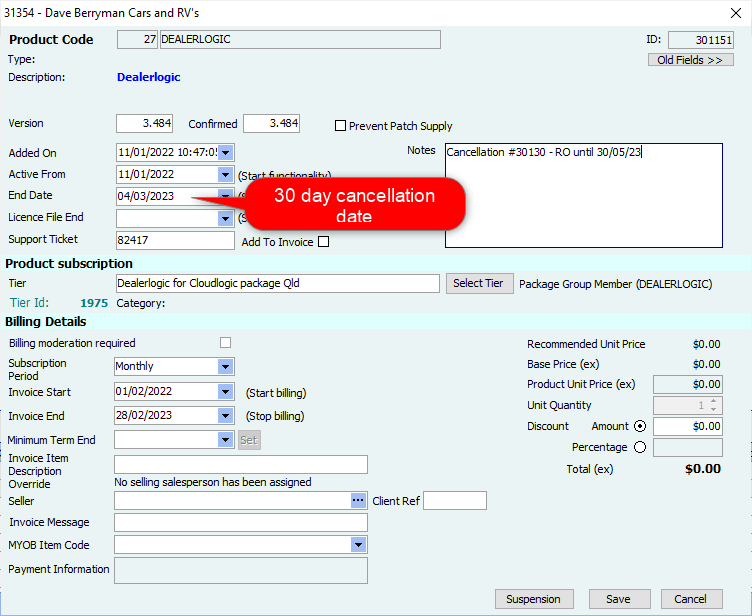 31354 - Dave Berryman Cars and RV's
Product Code 27 DEALERLOGIC ID: 301151
Type: Old Fields >>
Description: Dealerlogic
Version 3.484 Confirmed 3.484 Prevent Patch Supply
Added On 11/01/2022 10:47:05 Notes Cancellation #30130 - RO until 30/05/23
Active From 11/01/2022 (Start functionality)
End Date 04/03/2023
30 day cancellation
date
Licence File End
Support Ticket 82417 Add To Invoice
Product subscription
Tier Dealerlogic for Cloudlogic package Qld Select Tier Package Group Member (DEALERLOGIC)
Tier Id: 1975 Category:
Billing Details
Billing moderation required Recommended Unit Price $0.00
Subscription
Period Monthly Base Price (ex) $0.00
Invoice Start 01/02/2022 (Start billing) Product Unit Price (ex) $0.00
Unit Quantity 1
Invoice End 28/02/2023 (Stop billing) Discount Amount $0.00
Minimum Term End Set Percentage
Invoice Item
Description
Override Total (ex) $0.00
No selling salesperson has been assigned
Seller ... Client Ref
Invoice Message
MYOB Item Code
Payment Information
Suspension Save Cancel